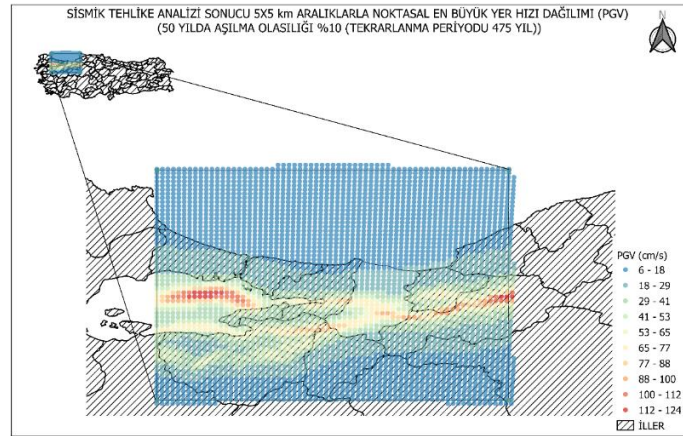 SİSMİK TEHLİKE ANALİZİ SONUCU 5X5 km ARALIKLARLA NOKTASAL EN BÜYÜK YER HIZI DAĞILIMI (PGV)
(50 YILDA AŞILMA OLASILIĞI %10 (TEKRARLANMA PERİYODU 475 YIL))
N
PGV (cm/s)
6 - 18
18 - 29
29 - 41
41 - 53
53 - 65
65 - 77
77 - 88
88 - 100
100 - 112
112 - 124
İLLER